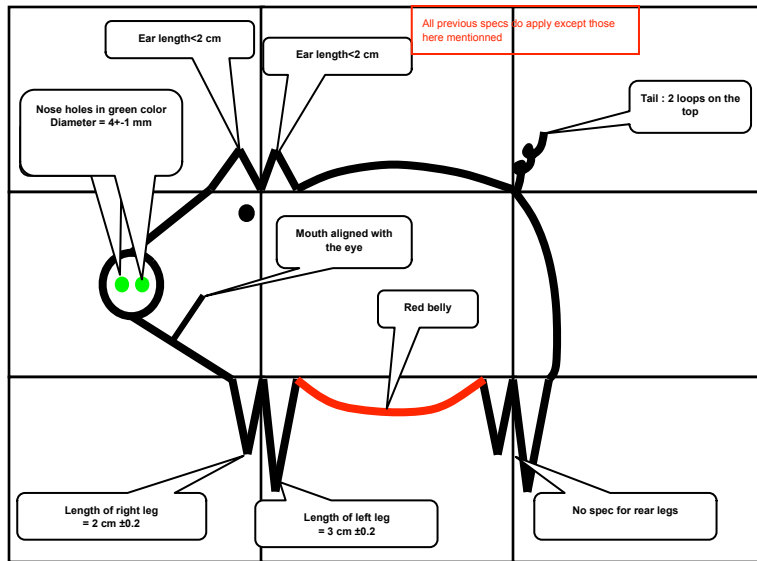 All previous specs do apply except those
here mentionned
Ear length<2 cm
Ear length<2 cm
Nose holes in green color
Diameter = 4+-1 mm
Tail : 2 loops on the
top
Mouth aligned with
the eye
Red belly
Length of right leg
= 2 cm ±0.2
Length of left leg
= 3 cm ±0.2
No spec for rear legs